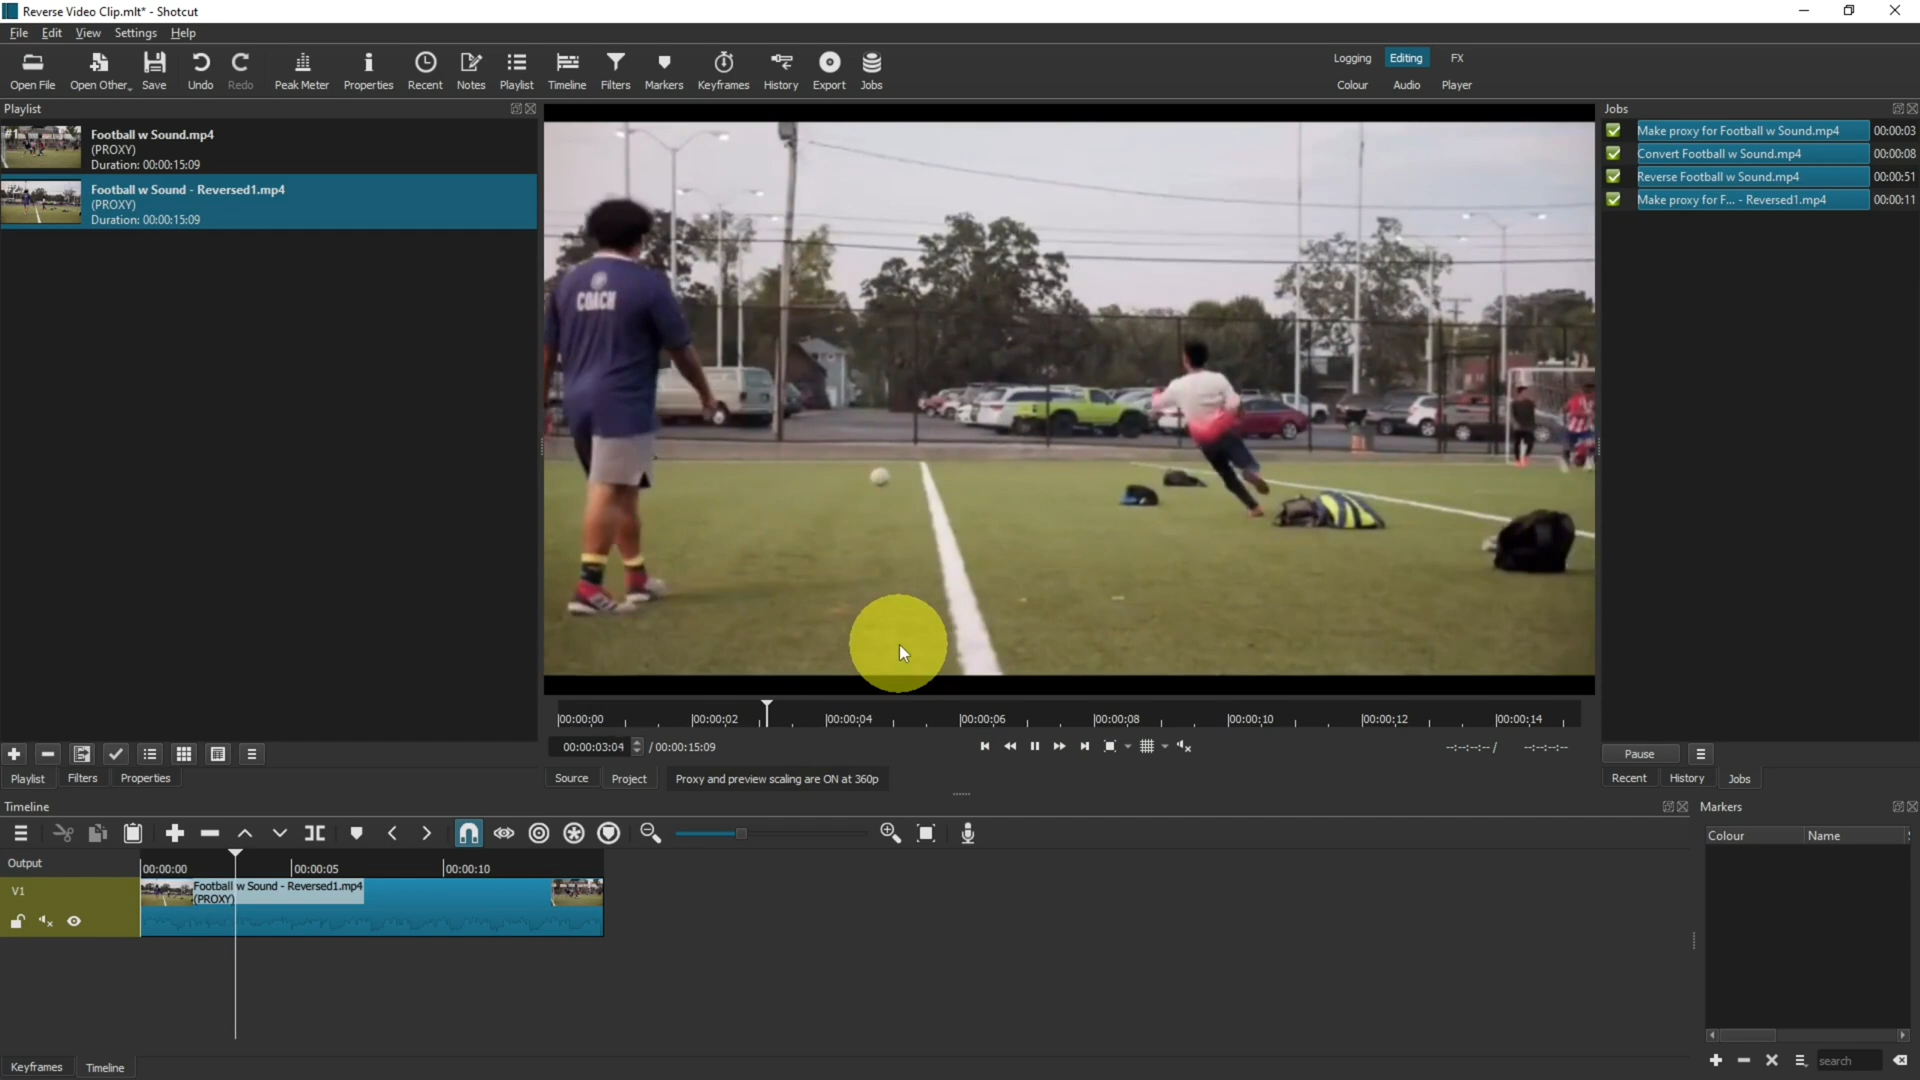 Reverse Video Clip.mlt* - Shotcut
File Edit View Settings Help
Open File Open Other.. Save Undo Redo Peak Meter Properties Recent Notes Playlist Timeline Filters Markers Keyframes History Export Jobs
Logging Editing FX
Colour Audio Player
Playlist
#1
Football w Sound.mp4
(PROXY)
Duration: 00:00:15:09
#2
Football w Sound - Reversed1.mp4
(PROXY)
Duration: 00:00:15:09
COACH
Jobs
Make proxy for Football w Sound.mp4 00:00:03
Convert Football w Sound.mp4 00:00:08
Reverse Football w Sound.mp4 00:00:51
Make proxy for F... - Reversed1.mp4 00:00:11
00:00:00 00:00:02 00:00:04 00:00:06 00:00:08 00:00:10 00:00:12 00:00:14
00:00:03:04 / 00:00:15:09 --:--:--:-- / --:--:--:--
Source Project Proxy and preview scaling are ON at 360p
Pause
Playlist Filters Properties
Recent History Jobs
Timeline
Output
00:00:00 00:00:05 00:00:10
V1
Football w Sound - Reversed1.mp4
(PROXY)
Markers
Colour Name
search
Keyframes Timeline